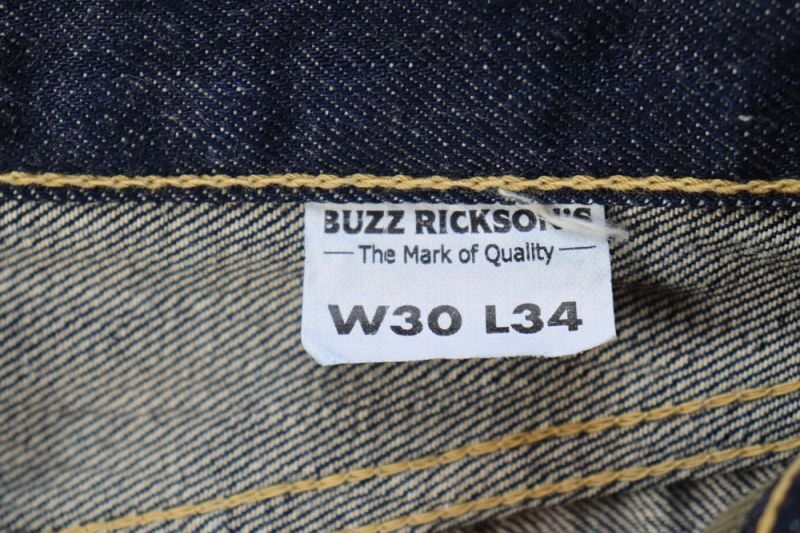 BUZZ RICKSON'S
The Mark of Quality
W30 L34